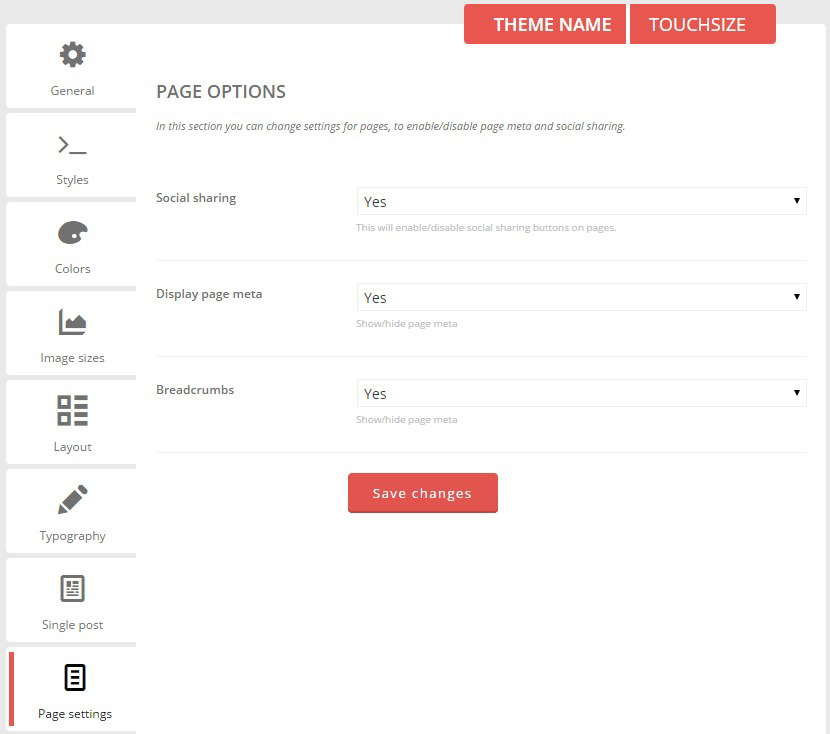 THEME NAME
TOUCHSIZE
General
Styles
Colors
Image sizes
Layout
Typography
Single post
Page settings
PAGE OPTIONS
In this section you can change settings for pages, to enable/disable page meta and social sharing.
Social sharing
Yes
This will enable/disable social sharing buttons on pages.
Display page meta
Yes
Show/hide page meta
Breadcrumbs
Yes
Show/hide page meta
Save changes